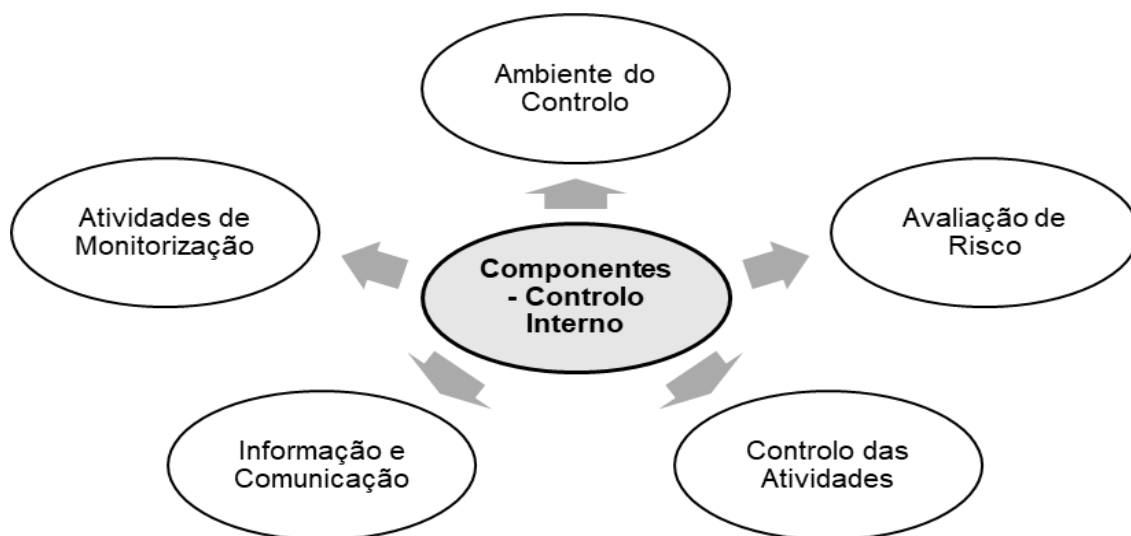 Ambiente do
Controlo
Atividades de
Monitorização
Avaliação de
Risco
Componentes
- Controlo
Interno
Informação e
Comunicação
Controlo das
Atividades